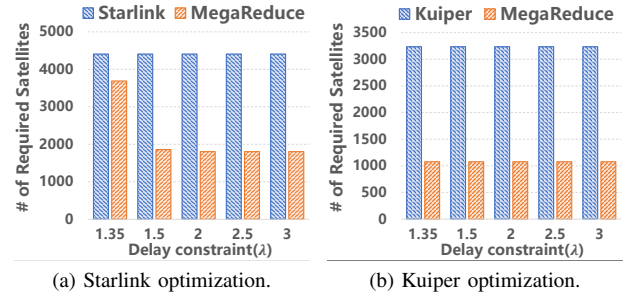 Starlink MegaReduce
# of Required Satellites
5000
4000
3000
2000
1000
0
1.35 1.5 2 2.5 3
Delay constraint(λ)
(a) Starlink optimization.
Kuiper MegaReduce
# of Required Satellites
3500
3000
2500
2000
1500
1000
500
0
1.35 1.5 2 2.5 3
Delay constraint(λ)
(b) Kuiper optimization.